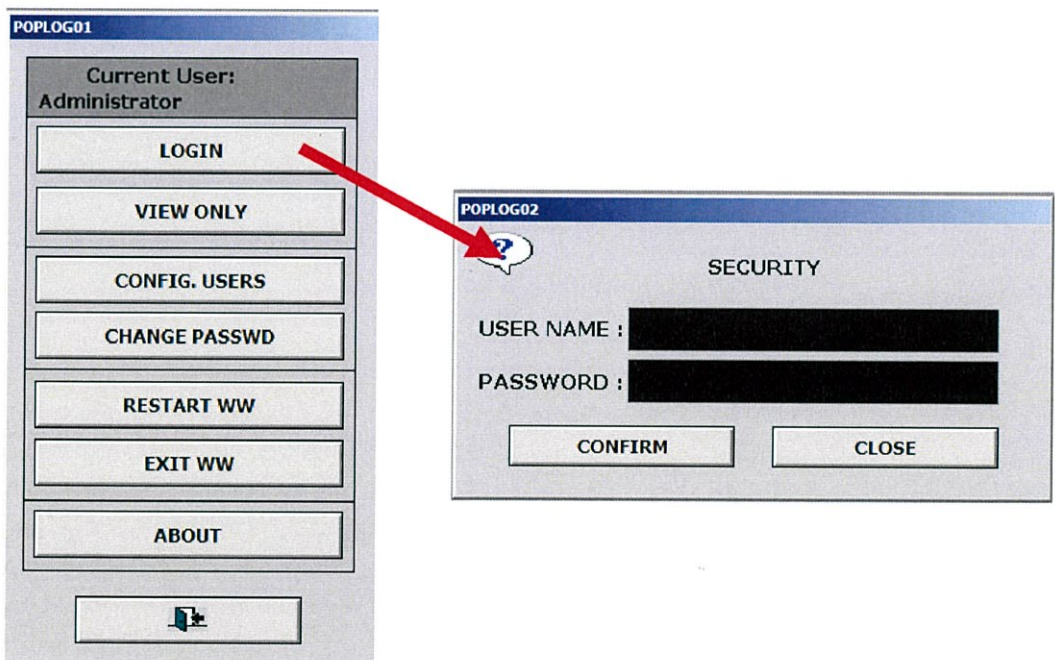 POPLOG01
Current User:
Administrator
LOGIN
VIEW ONLY
CONFIG. USERS
CHANGE PASSWD
RESTART WW
EXIT WW
ABOUT
POPLOG02
?
SECURITY
USER NAME :
PASSWORD :
CONFIRM
CLOSE